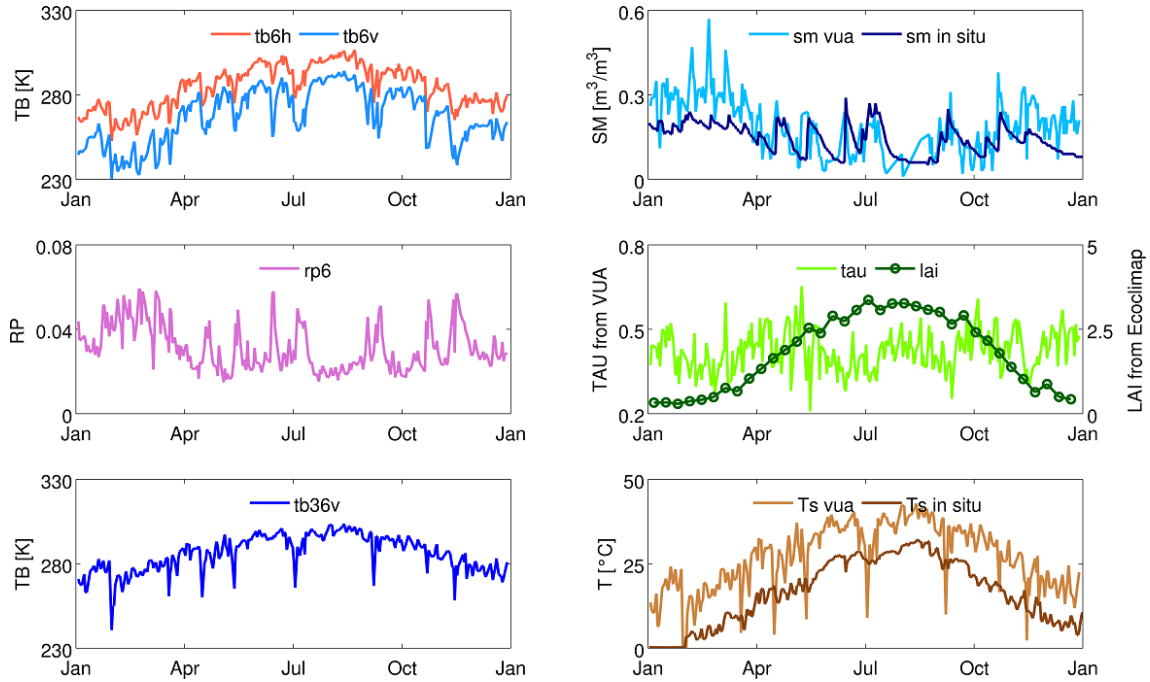 330
280
230
TB [K]
tb6h
tb6v
Jan
Apr
Jul
Oct
Jan
0.6
0.3
0
SM [m³/m³]
sm vua
sm in situ
Jan
Apr
Jul
Oct
Jan
0.08
0.04
0
RP
rp6
Jan
Apr
Jul
Oct
Jan
0.8
0.5
0.2
TAU from VUA
tau
lai
5
2.5
0
LAI from Ecoclimap
Jan
Apr
Jul
Oct
Jan
330
280
230
TB [K]
tb36v
Jan
Apr
Jul
Oct
Jan
50
25
0
T [°C]
Ts vua
Ts in situ
Jan
Apr
Jul
Oct
Jan